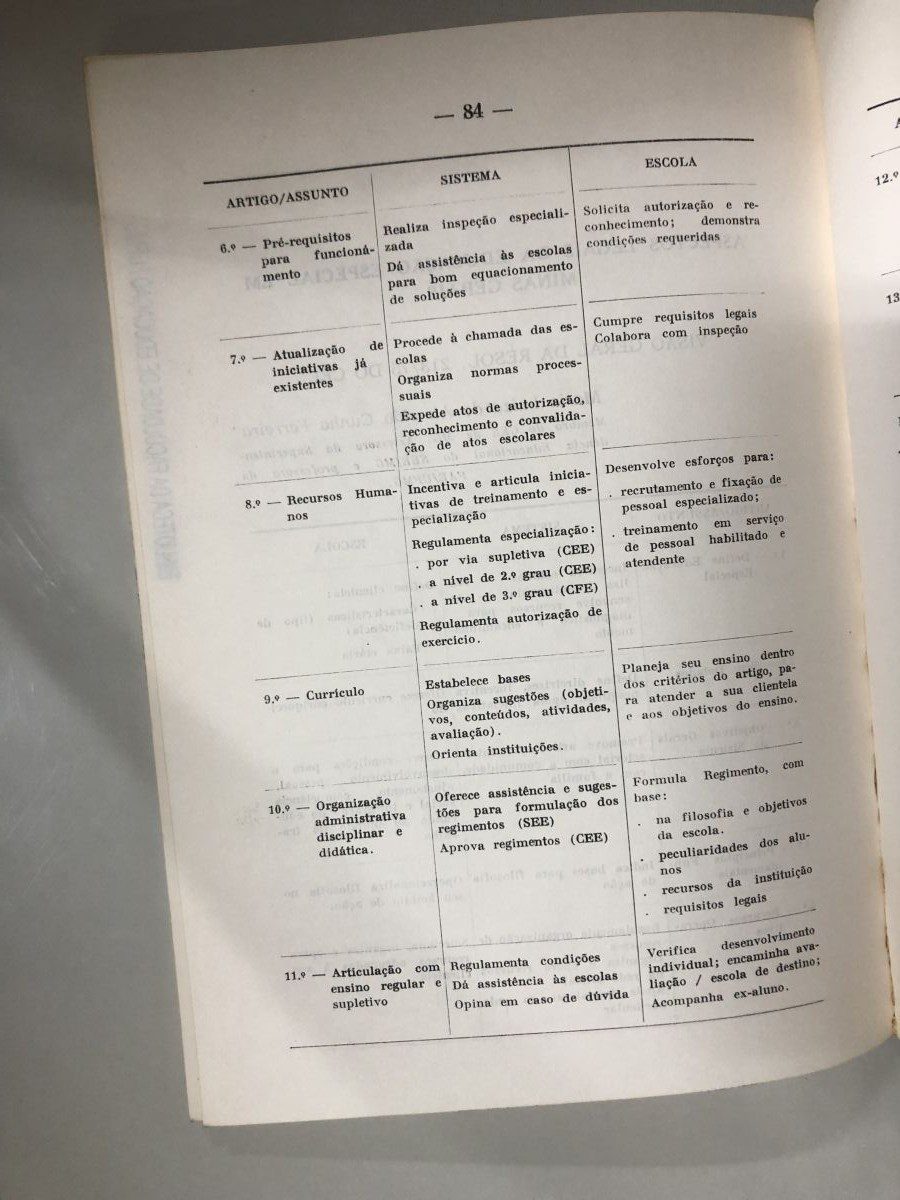 — 84 —
ARTIGO/ASSUNTO
SISTEMA
ESCOLA
6.º — Pré-requisitos
para funcioná-
mento
Realiza inspeção especiali-
zada
Dá assistência às escolas
para bom equacionamento
de soluções
Solicita autorização e re-
conhecimento; demonstra
condições requeridas
7.º — Atualização de
iniciativas já
existentes
Procede à chamada das es-
colas
Organiza normas proces-
suais
Expede atos de autorização,
reconhecimento e convalida-
ção de atos escolares
Cumpre requisitos legais
Colabora com inspeção
8.º — Recursos Huma-
nos
Incentiva e articula inicia-
tivas de treinamento e es-
pecialização
Regulamenta especialização:
. por via supletiva (CEE)
. a nível de 2.º grau (CEE)
. a nível de 3.º grau (CFE)
Regulamenta autorização de
exercício.
Desenvolve esforços para:
. recrutamento e fixação de
pessoal especializado;
. treinamento em serviço
de pessoal habilitado e
atendente
9.º — Currículo
Estabelece bases
Organiza sugestões (objeti-
vos, conteúdos, atividades,
avaliação).
Orienta instituições.
Planeja seu ensino dentro
dos critérios do artigo, pa-
ra atender a sua clientela
e aos objetivos do ensino.
10.º — Organização
administrativa
disciplinar e
didática.
Oferece assistência e suges-
tões para formulação dos
regimentos (SEE)
Aprova regimentos (CEE)
Formula Regimento, com
base:
. na filosofia e objetivos
da escola.
. peculiaridades dos alu-
nos
. recursos da instituição
. requisitos legais
11.º — Articulação com
ensino regular e
supletivo
Regulamenta condições
Dá assistência às escolas
Opina em caso de dúvida
Verifica desenvolvimento
individual; encaminha ava-
liação / escola de destino;
Acompanha ex-aluno.
12.º
13